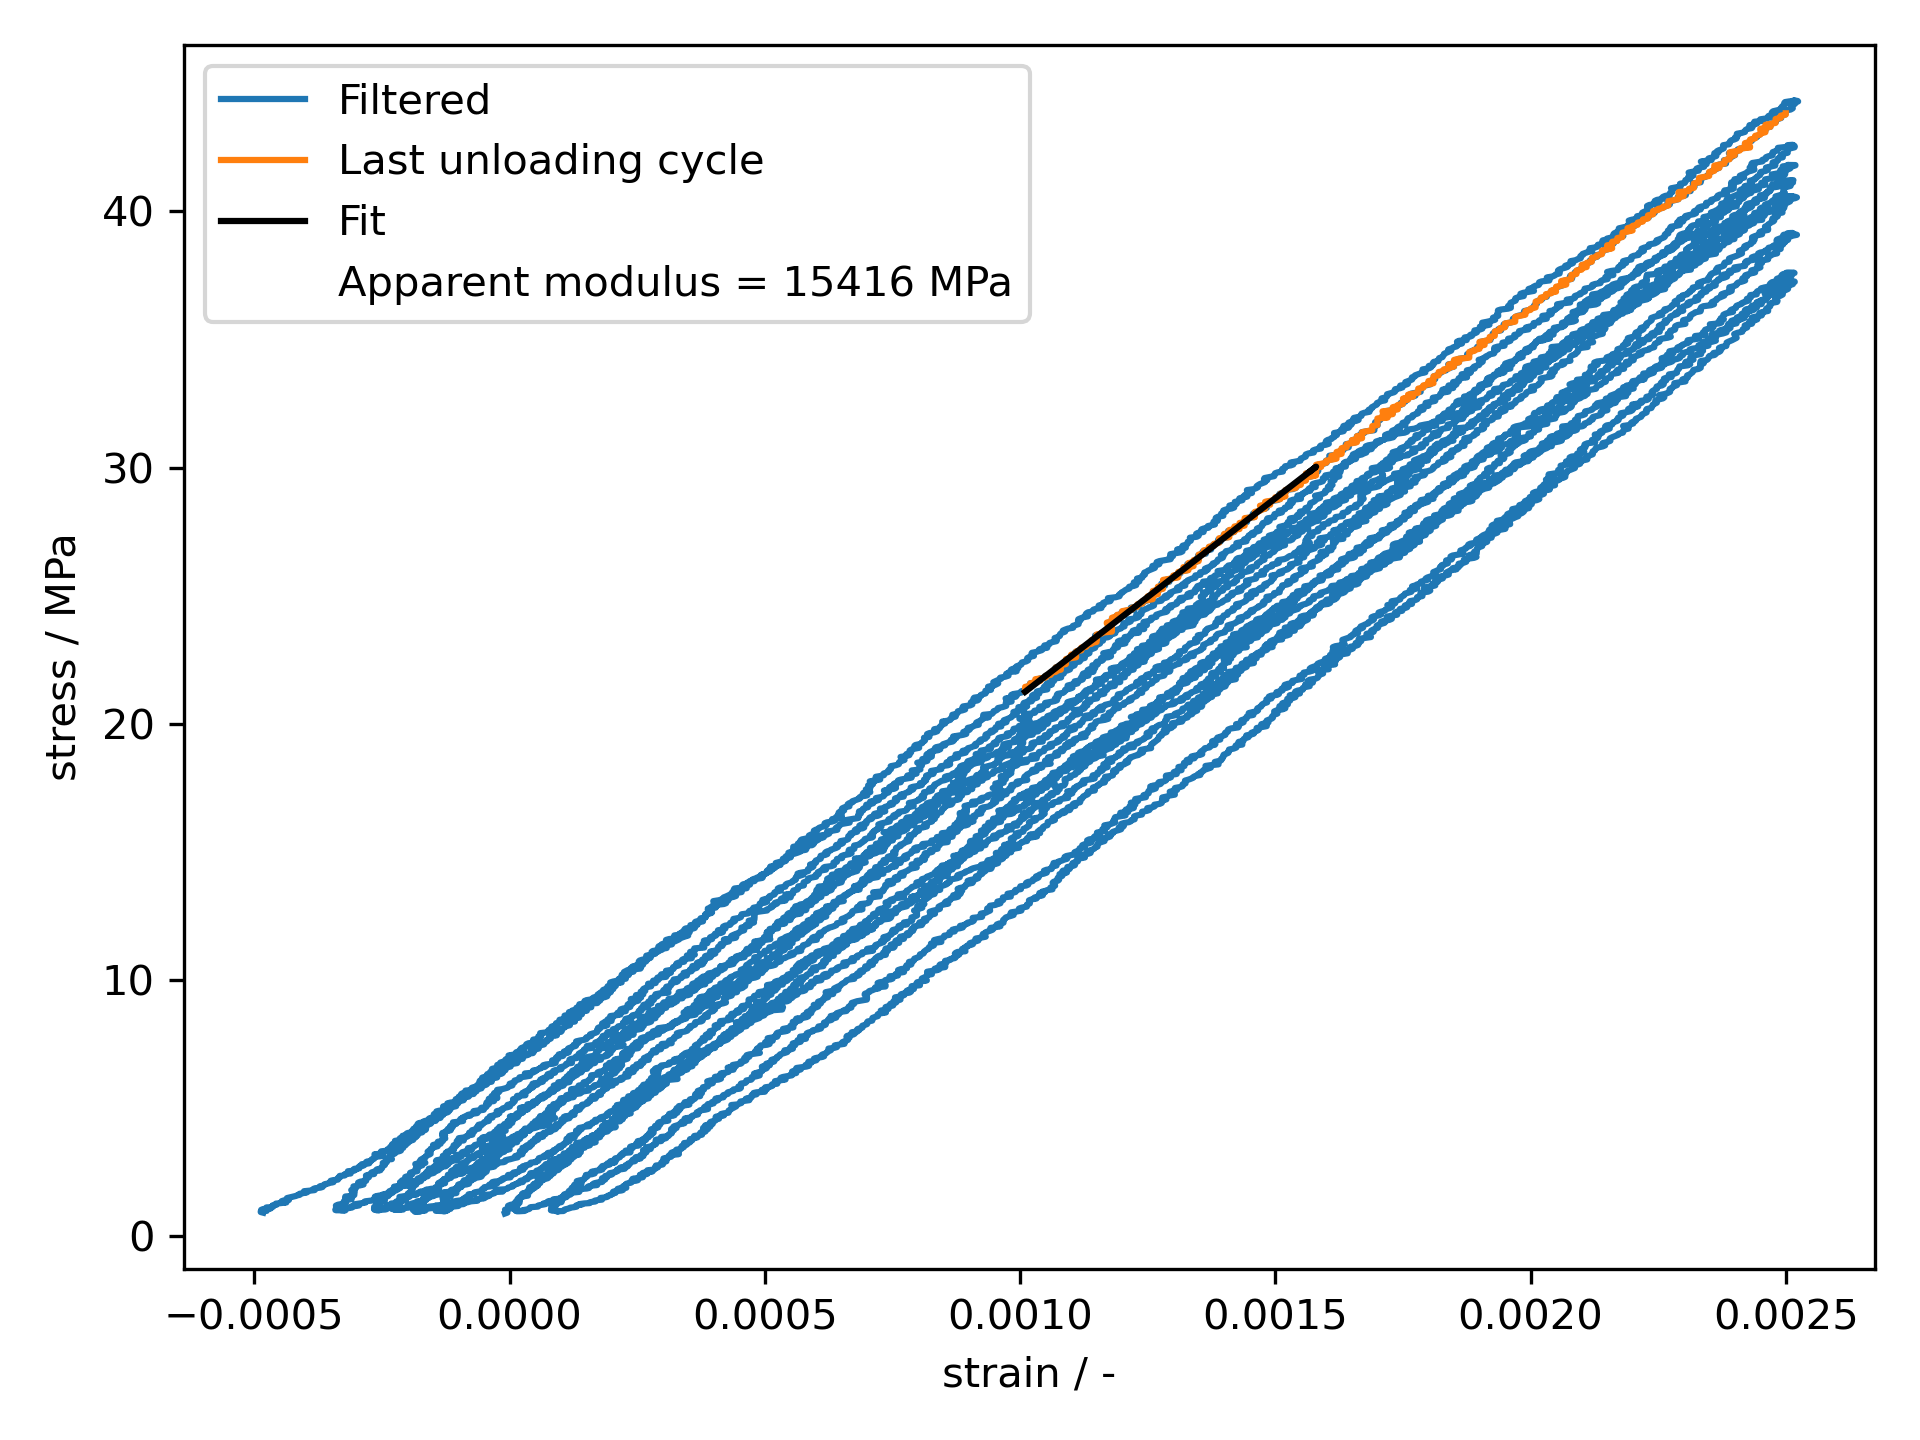 Filtered
Last unloading cycle
Fit
Apparent modulus = 15416 MPa
stress / MPa
40
30
20
10
0
−0.0005 0.0000 0.0005 0.0010 0.0015 0.0020 0.0025
strain / -